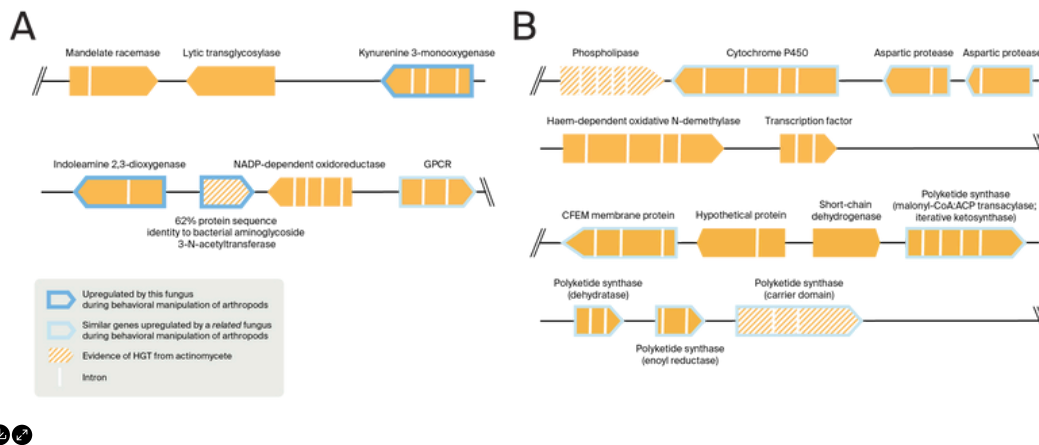 A
Mandelate racemase
Lytic transglycosylase
Kynurenine 3-monooxygenase
Indoleamine 2,3-dioxygenase
NADP-dependent oxidoreductase
GPCR
62% protein sequence
identity to bacterial aminoglycoside
3-N-acetyltransferase
Upregulated by this fungus
during behavioral manipulation of arthropods
Similar genes upregulated by a related fungus
during behavioral manipulation of arthropods
Evidence of HGT from actinomycete
Intron
B
Phospholipase
Cytochrome P450
Aspartic protease
Aspartic protease
Haem-dependent oxidative N-demethylase
Transcription factor
CFEM membrane protein
Hypothetical protein
Short-chain
dehydrogenase
Polyketide synthase
(malonyl-CoA:ACP transacylase;
iterative ketosynthase)
Polyketide synthase
(dehydratase)
Polyketide synthase
(enoyl reductase)
Polyketide synthase
(carrier domain)